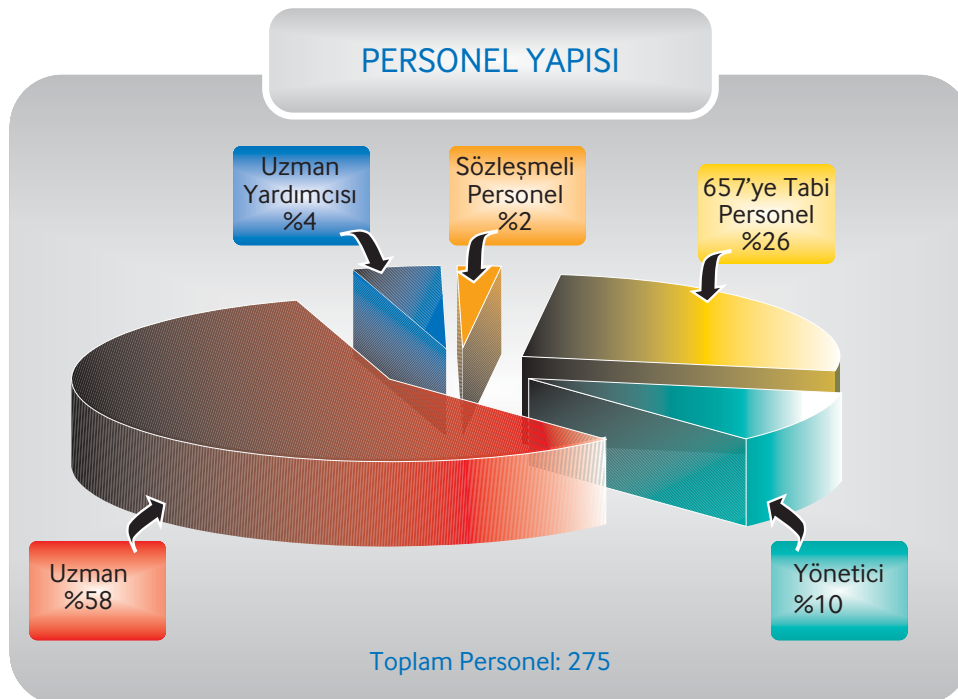 PERSONEL YAPISI
Uzman
Yardımcısı
%4
Sözleşmeli
Personel
%2
657’ye Tabi
Personel
%26
Uzman
%58
Yönetici
%10
Toplam Personel: 275